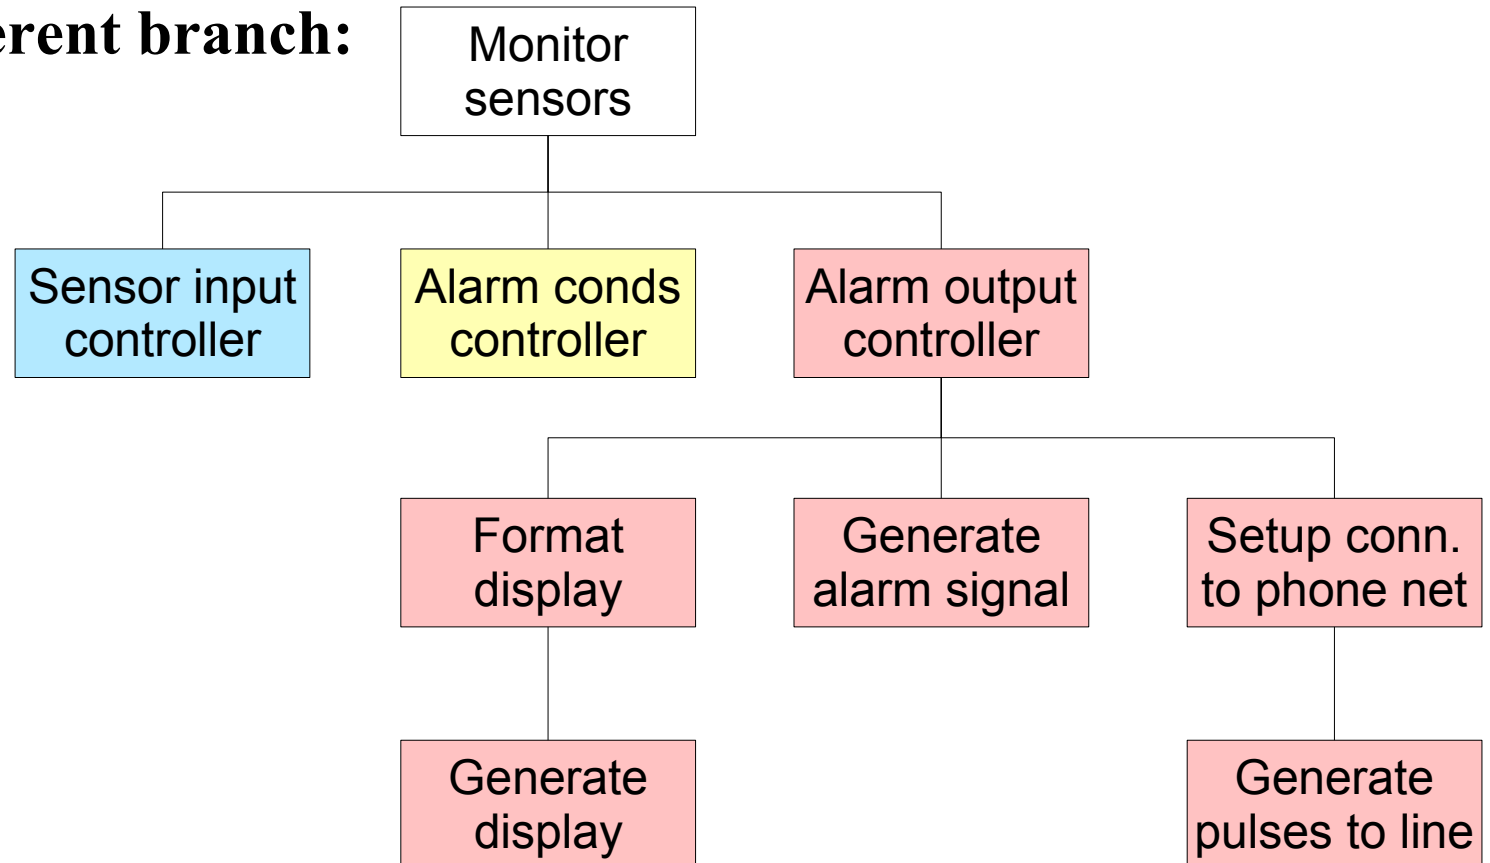 erent branch:
Monitor
sensors
Sensor input
controller
Alarm conds
controller
Alarm output
controller
Format
display
Generate
alarm signal
Setup conn.
to phone net
Generate
display
Generate
pulses to line